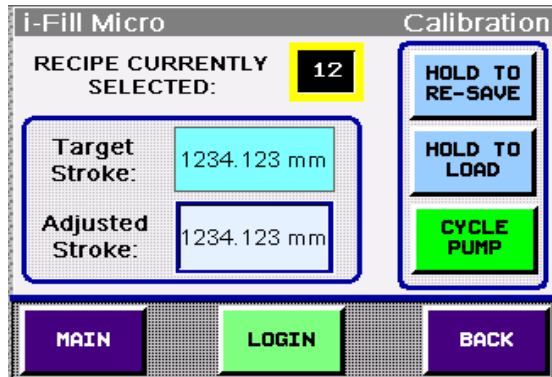 i-Fill Micro
Calibration
RECIPE CURRENTLY
SELECTED:
12
Target
Stroke:
1234.123 mm
Adjusted
Stroke:
1234.123 mm
HOLD TO
RE-SAVE
HOLD TO
LOAD
CYCLE
PUMP
MAIN
LOGIN
BACK